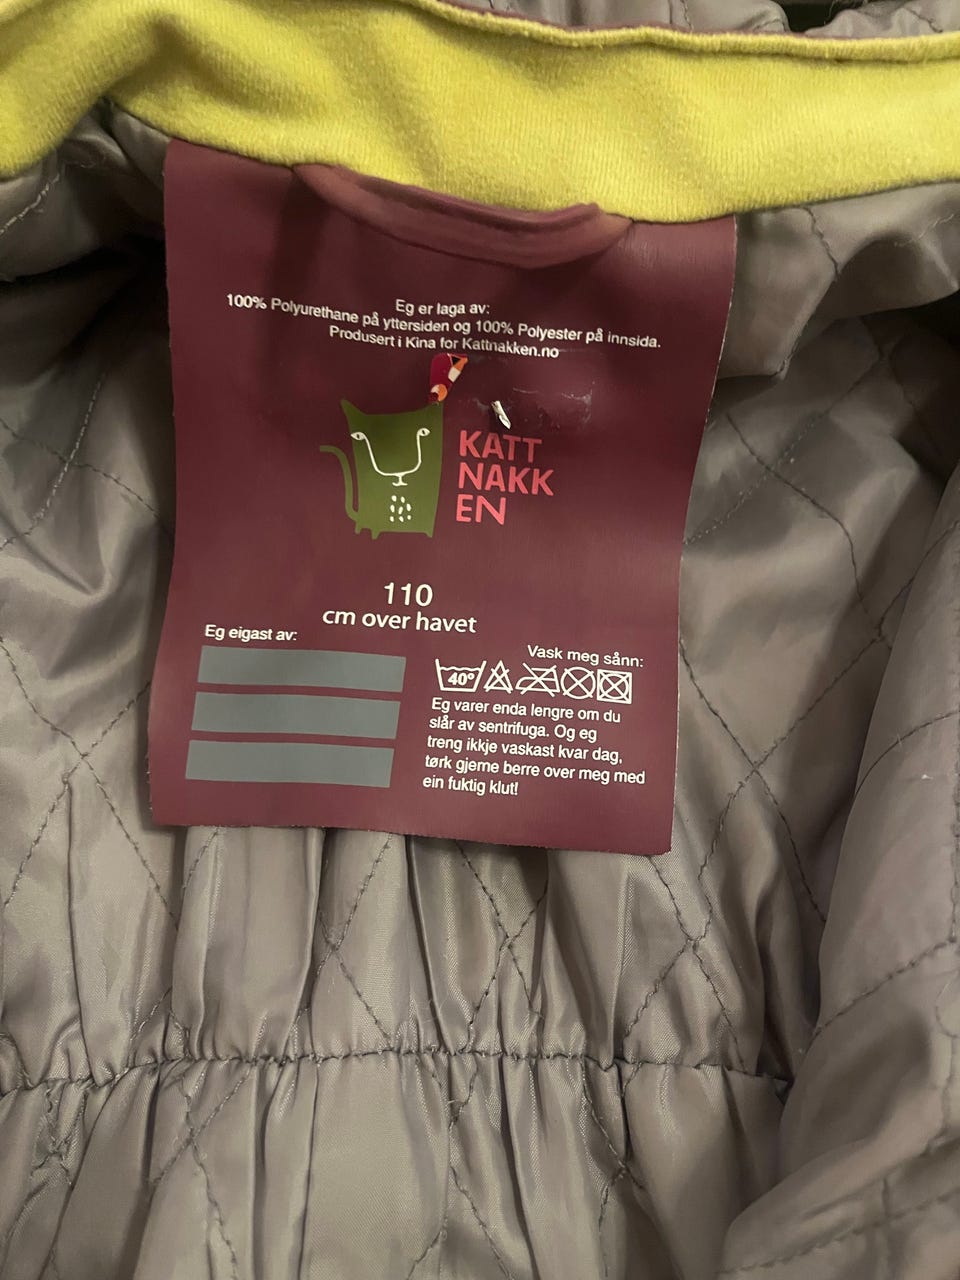 Eg er laga av:
100% Polyurethane på yttersiden og 100% Polyester på innsida.
Produsert i Kina for Kattnakken.no
KATT
NAKK
EN
110
cm over havet
Eg eigast av:
Vask meg sånn:
40°
Eg varer enda lengre om du
slår av sentrifuga. Og eg
treng ikkje vaskast kvar dag,
tørk gjerne berre over meg med
ein fuktig klut!